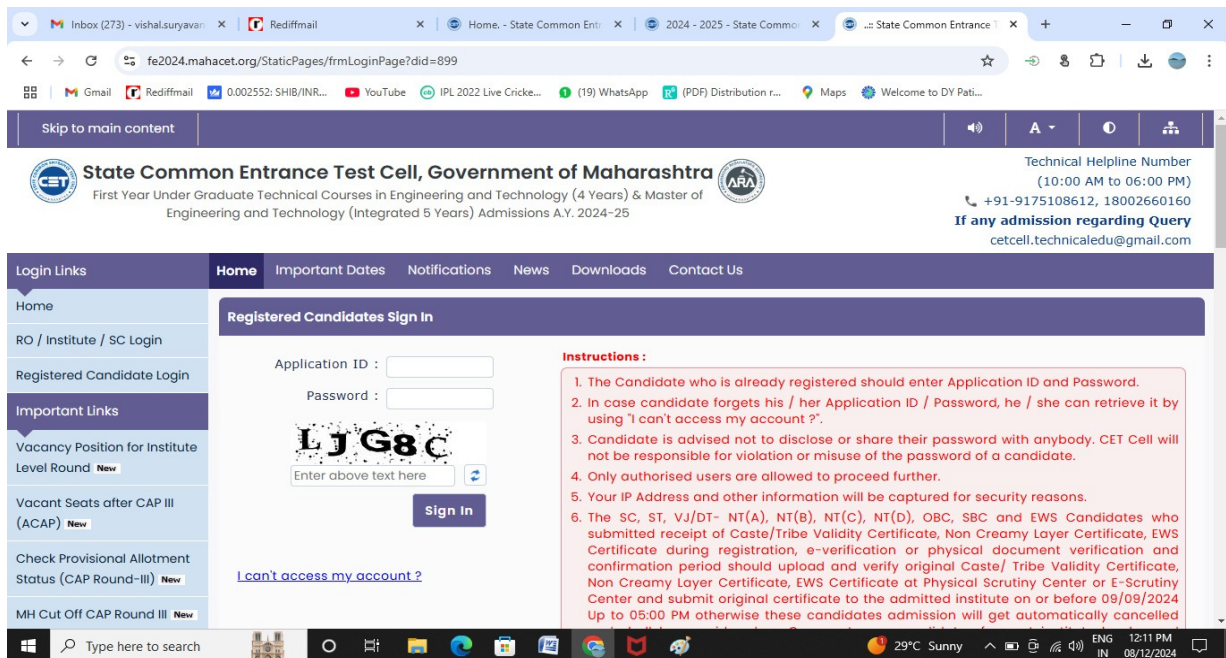 Inbox (273) - vishal.suryavan
Rediffmail
Home. - State Common Entr
2024 - 2025 - State Common
..:: State Common Entrance T
fe2024.mahacet.org/StaticPages/frmLoginPage?did=899
Gmail
Rediffmail
0.002552: SHIB/INR...
YouTube
IPL 2022 Live Cricke...
(19) WhatsApp
(PDF) Distribution r...
Maps
Welcome to DY Pati...
Skip to main content
A
CET
State Common Entrance Test Cell, Government of Maharashtra
ARA
First Year Under Graduate Technical Courses in Engineering and Technology (4 Years) & Master of
Engineering and Technology (Integrated 5 Years) Admissions A.Y. 2024-25
Technical Helpline Number
(10:00 AM to 06:00 PM)
+91-9175108612, 18002660160
If any admission regarding Query
cetcell.technicaledu@gmail.com
Login Links
Home Important Dates Notifications News Downloads Contact Us
Home
RO / Institute / SC Login
Registered Candidate Login
Important Links
Vacancy Position for Institute
Level Round New
Vacant Seats after CAP III
(ACAP) New
Check Provisional Allotment
Status (CAP Round-III) New
MH Cut Off CAP Round III New
Registered Candidates Sign In
Application ID :
Password :
LJG8C
Enter above text here
Sign In
I can't access my account ?
Instructions :
1. The Candidate who is already registered should enter Application ID and Password.
2. In case candidate forgets his / her Application ID / Password, he / she can retrieve it by
using "I can't access my account ?".
3. Candidate is advised not to disclose or share their password with anybody. CET Cell will
not be responsible for violation or misuse of the password of a candidate.
4. Only authorised users are allowed to proceed further.
5. Your IP Address and other information will be captured for security reasons.
6. The SC, ST, VJ/DT- NT(A), NT(B), NT(C), NT(D), OBC, SBC and EWS Candidates who
submitted receipt of Caste/Tribe Validity Certificate, Non Creamy Layer Certificate, EWS
Certificate during registration, e-verification or physical document verification and
confirmation period should upload and verify original Caste/ Tribe Validity Certificate,
Non Creamy Layer Certificate, EWS Certificate at Physical Scrutiny Center or E-Scrutiny
Center and submit original certificate to the admitted institute on or before 09/09/2024
Up to 05:00 PM otherwise these candidates admission will get automatically cancelled
Type here to search
29°C Sunny
ENG
IN
12:11 PM
08/12/2024